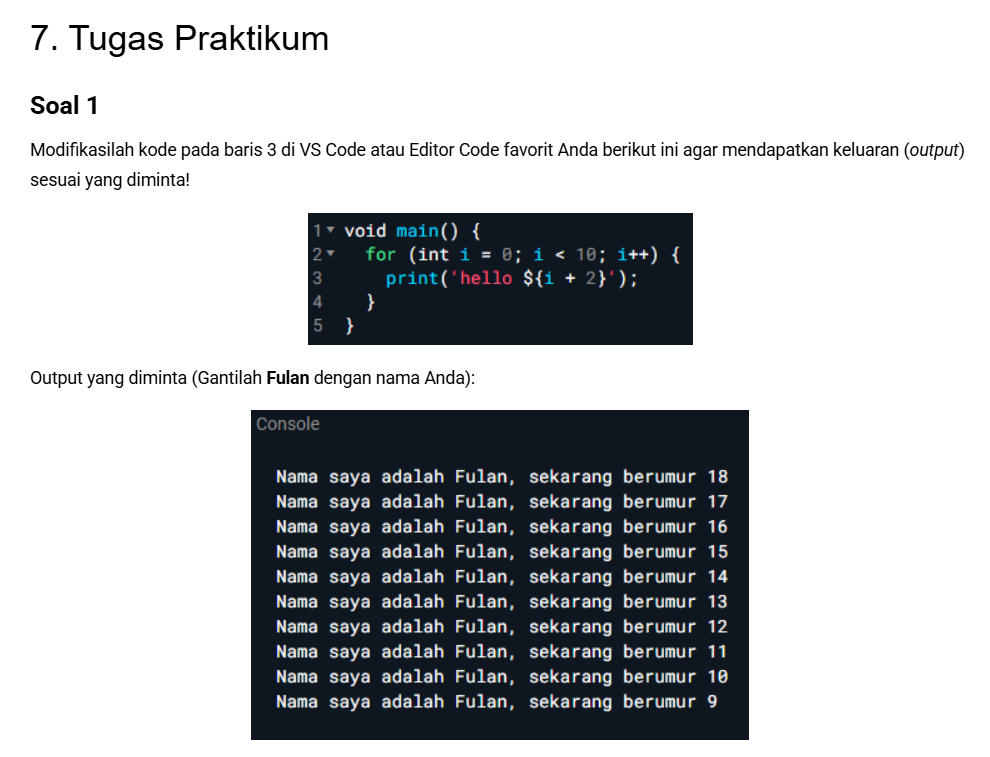 7. Tugas Praktikum
Soal 1
Modifikasilah kode pada baris 3 di VS Code atau Editor Code favorit Anda berikut ini agar mendapatkan keluaran (output)
sesuai yang diminta!
1 void main() {
2   for (int i = 0; i < 10; i++) {
3     print('hello ${i + 2}');
4   }
5 }
Output yang diminta (Gantilah Fulan dengan nama Anda):
Console
Nama saya adalah Fulan, sekarang berumur 18
Nama saya adalah Fulan, sekarang berumur 17
Nama saya adalah Fulan, sekarang berumur 16
Nama saya adalah Fulan, sekarang berumur 15
Nama saya adalah Fulan, sekarang berumur 14
Nama saya adalah Fulan, sekarang berumur 13
Nama saya adalah Fulan, sekarang berumur 12
Nama saya adalah Fulan, sekarang berumur 11
Nama saya adalah Fulan, sekarang berumur 10
Nama saya adalah Fulan, sekarang berumur 9